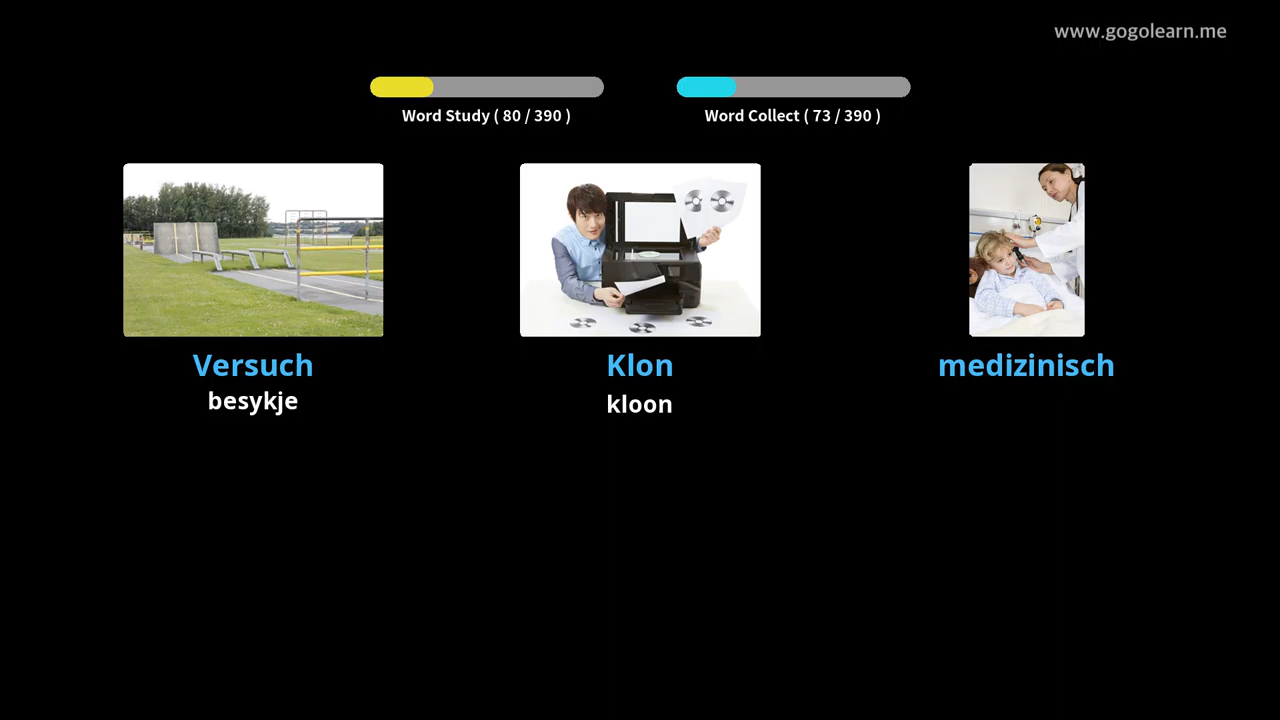 www.gogolearn.me
Word Study ( 80 / 390 )
Word Collect ( 73 / 390 )
Versuch
besykje
Klon
kloon
medizinisch